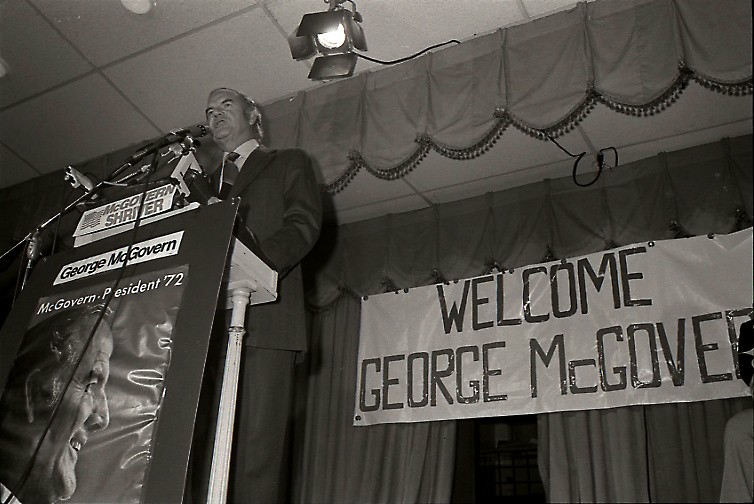 McGOVERN
SHRIVER
George McGovern
McGovern. President '72
WELCOME
GEORGE McGOVER